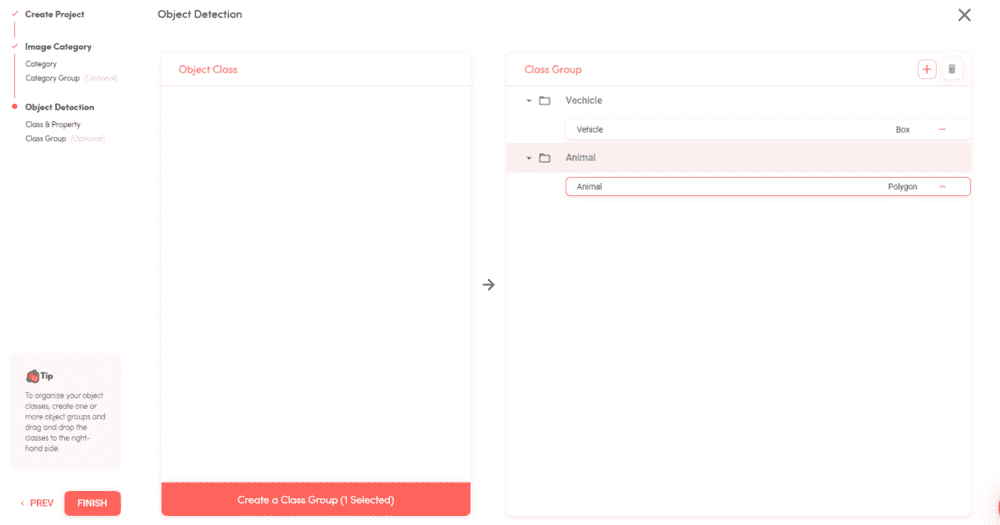 Create Project
Object Detection
Image Category
Category
Category Group (Optional)
Object Detection
Class & Property
Class Group (Optional)
Tip
To organize your object
classes, create one or
more object groups and
drag and drop the
classes to the right-
hand side.
< PREV
FINISH
Object Class
Create a Class Group (1 Selected)
Class Group
Vechicle
Vehicle Box
Animal
Animal Polygon